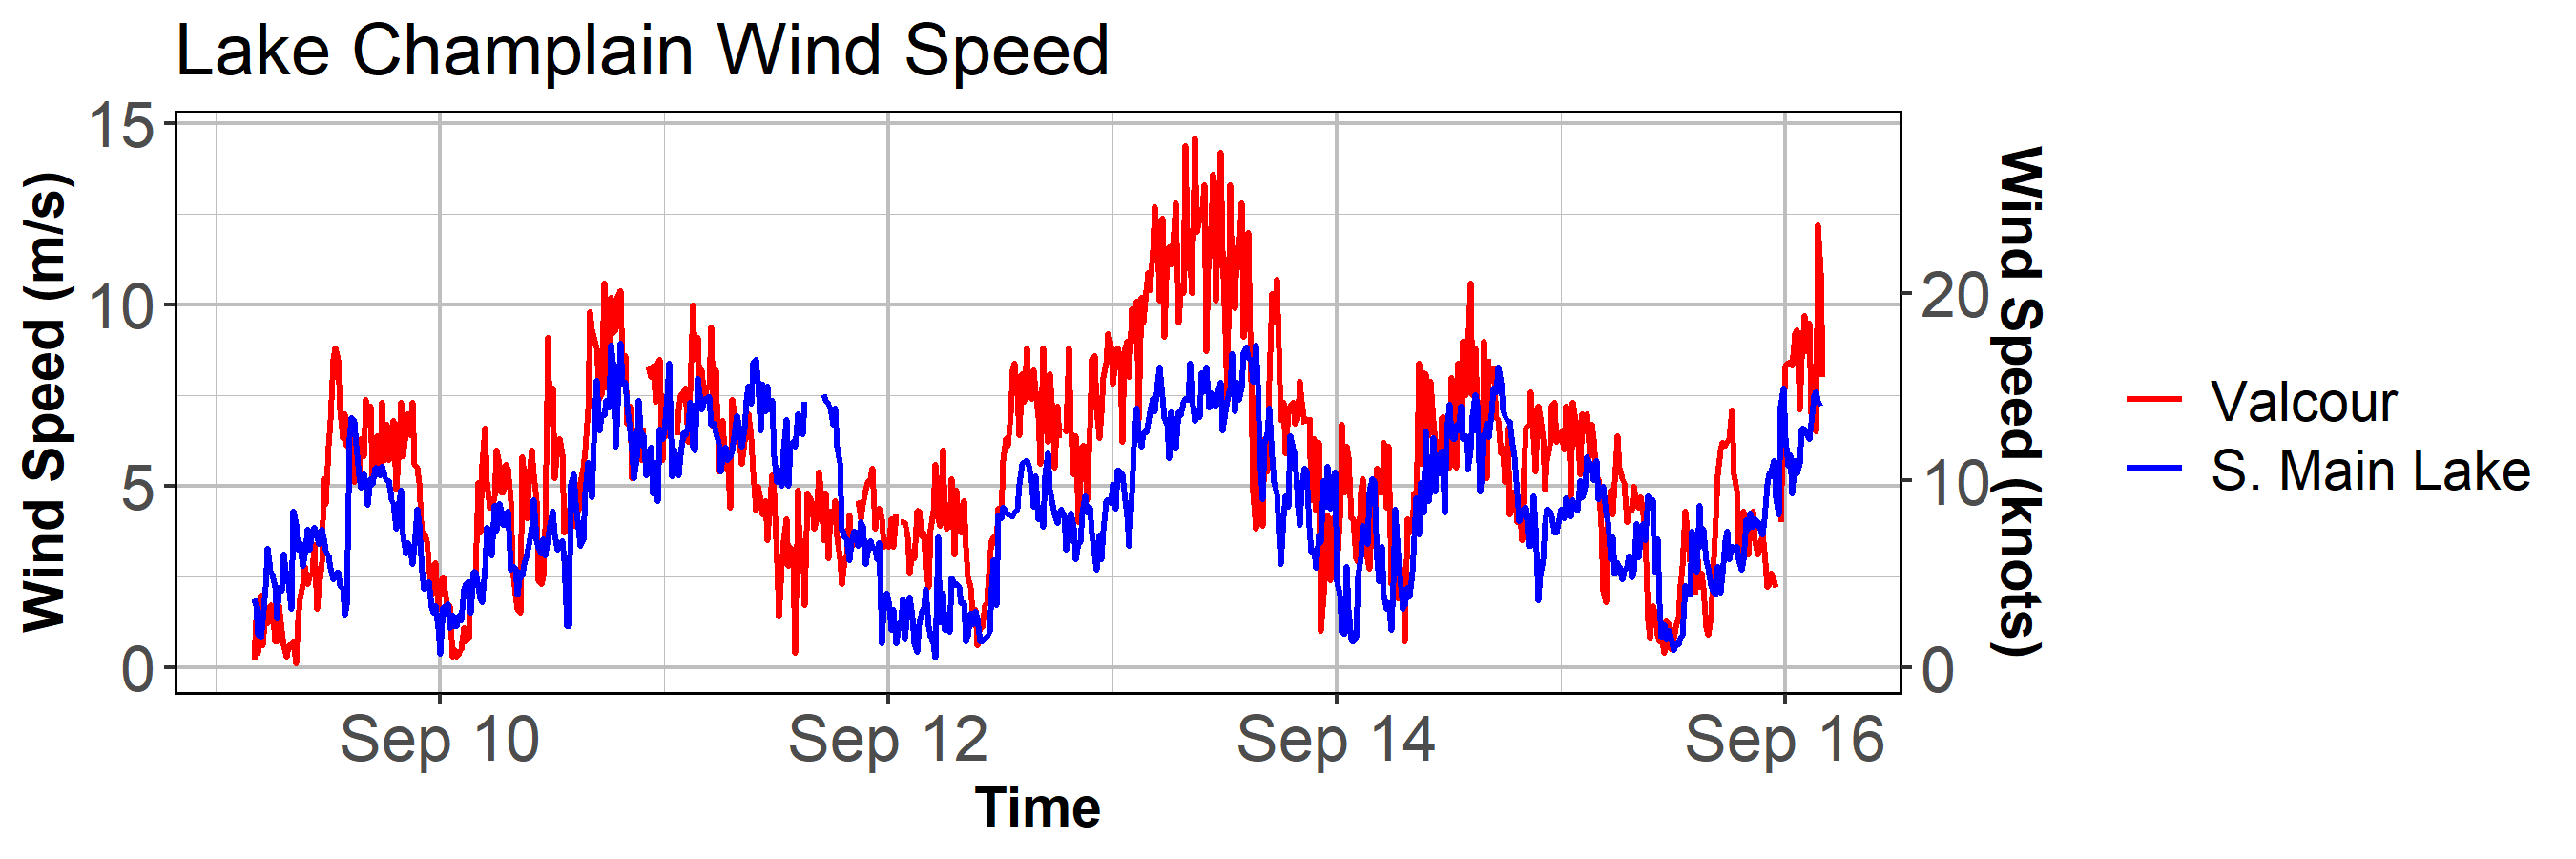 Lake Champlain Wind Speed
Wind Speed (m/s)
15
10
5
0
Sep 10
Sep 12
Sep 14
Sep 16
Time
20
10
0
Wind Speed (knots)
Valcour
S. Main Lake